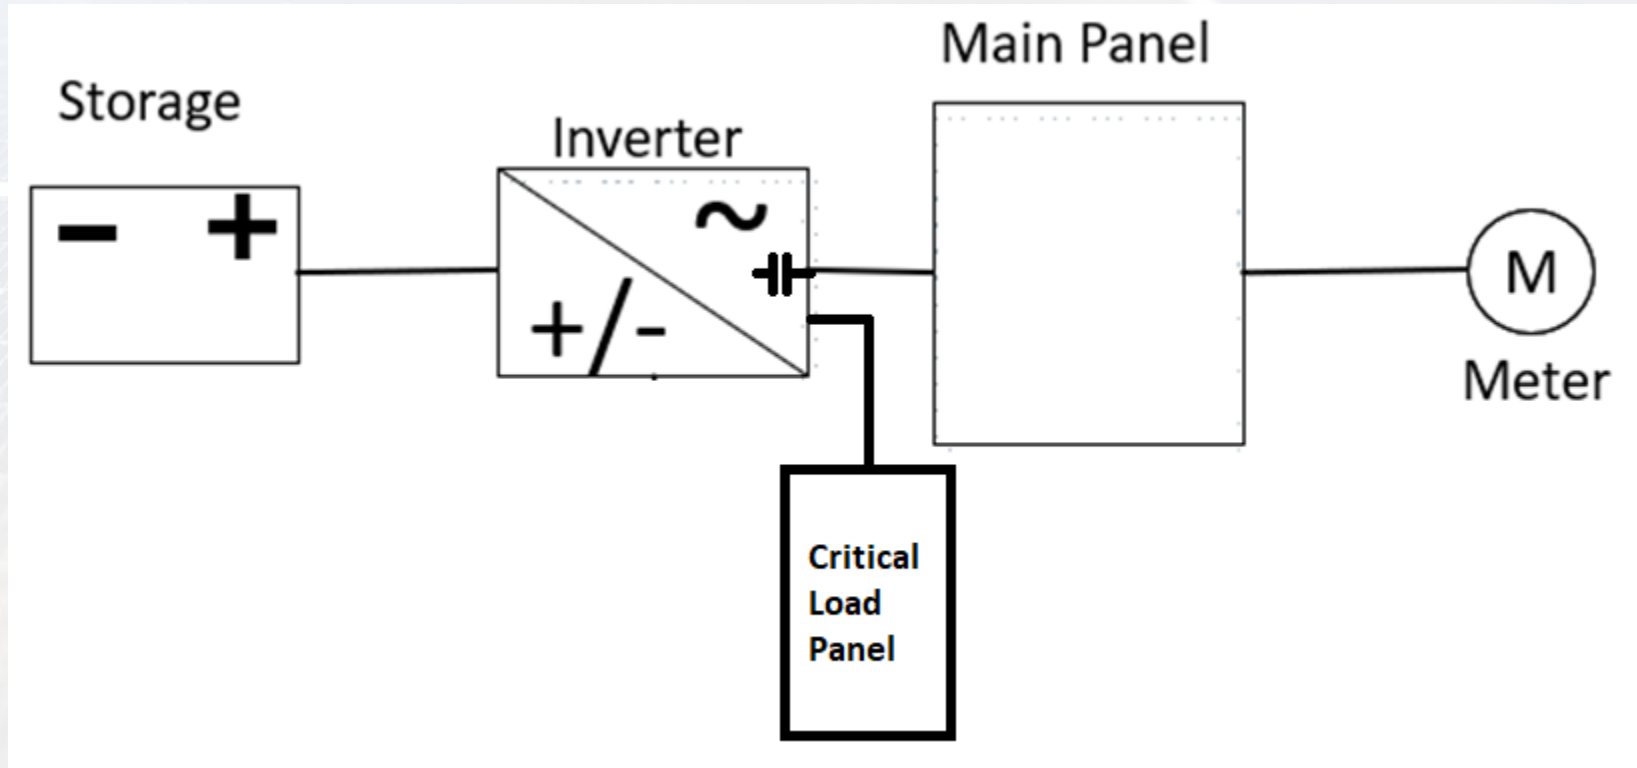 Main Panel
Storage
Inverter
- +
~
+/-
M
Meter
Critical
Load
Panel